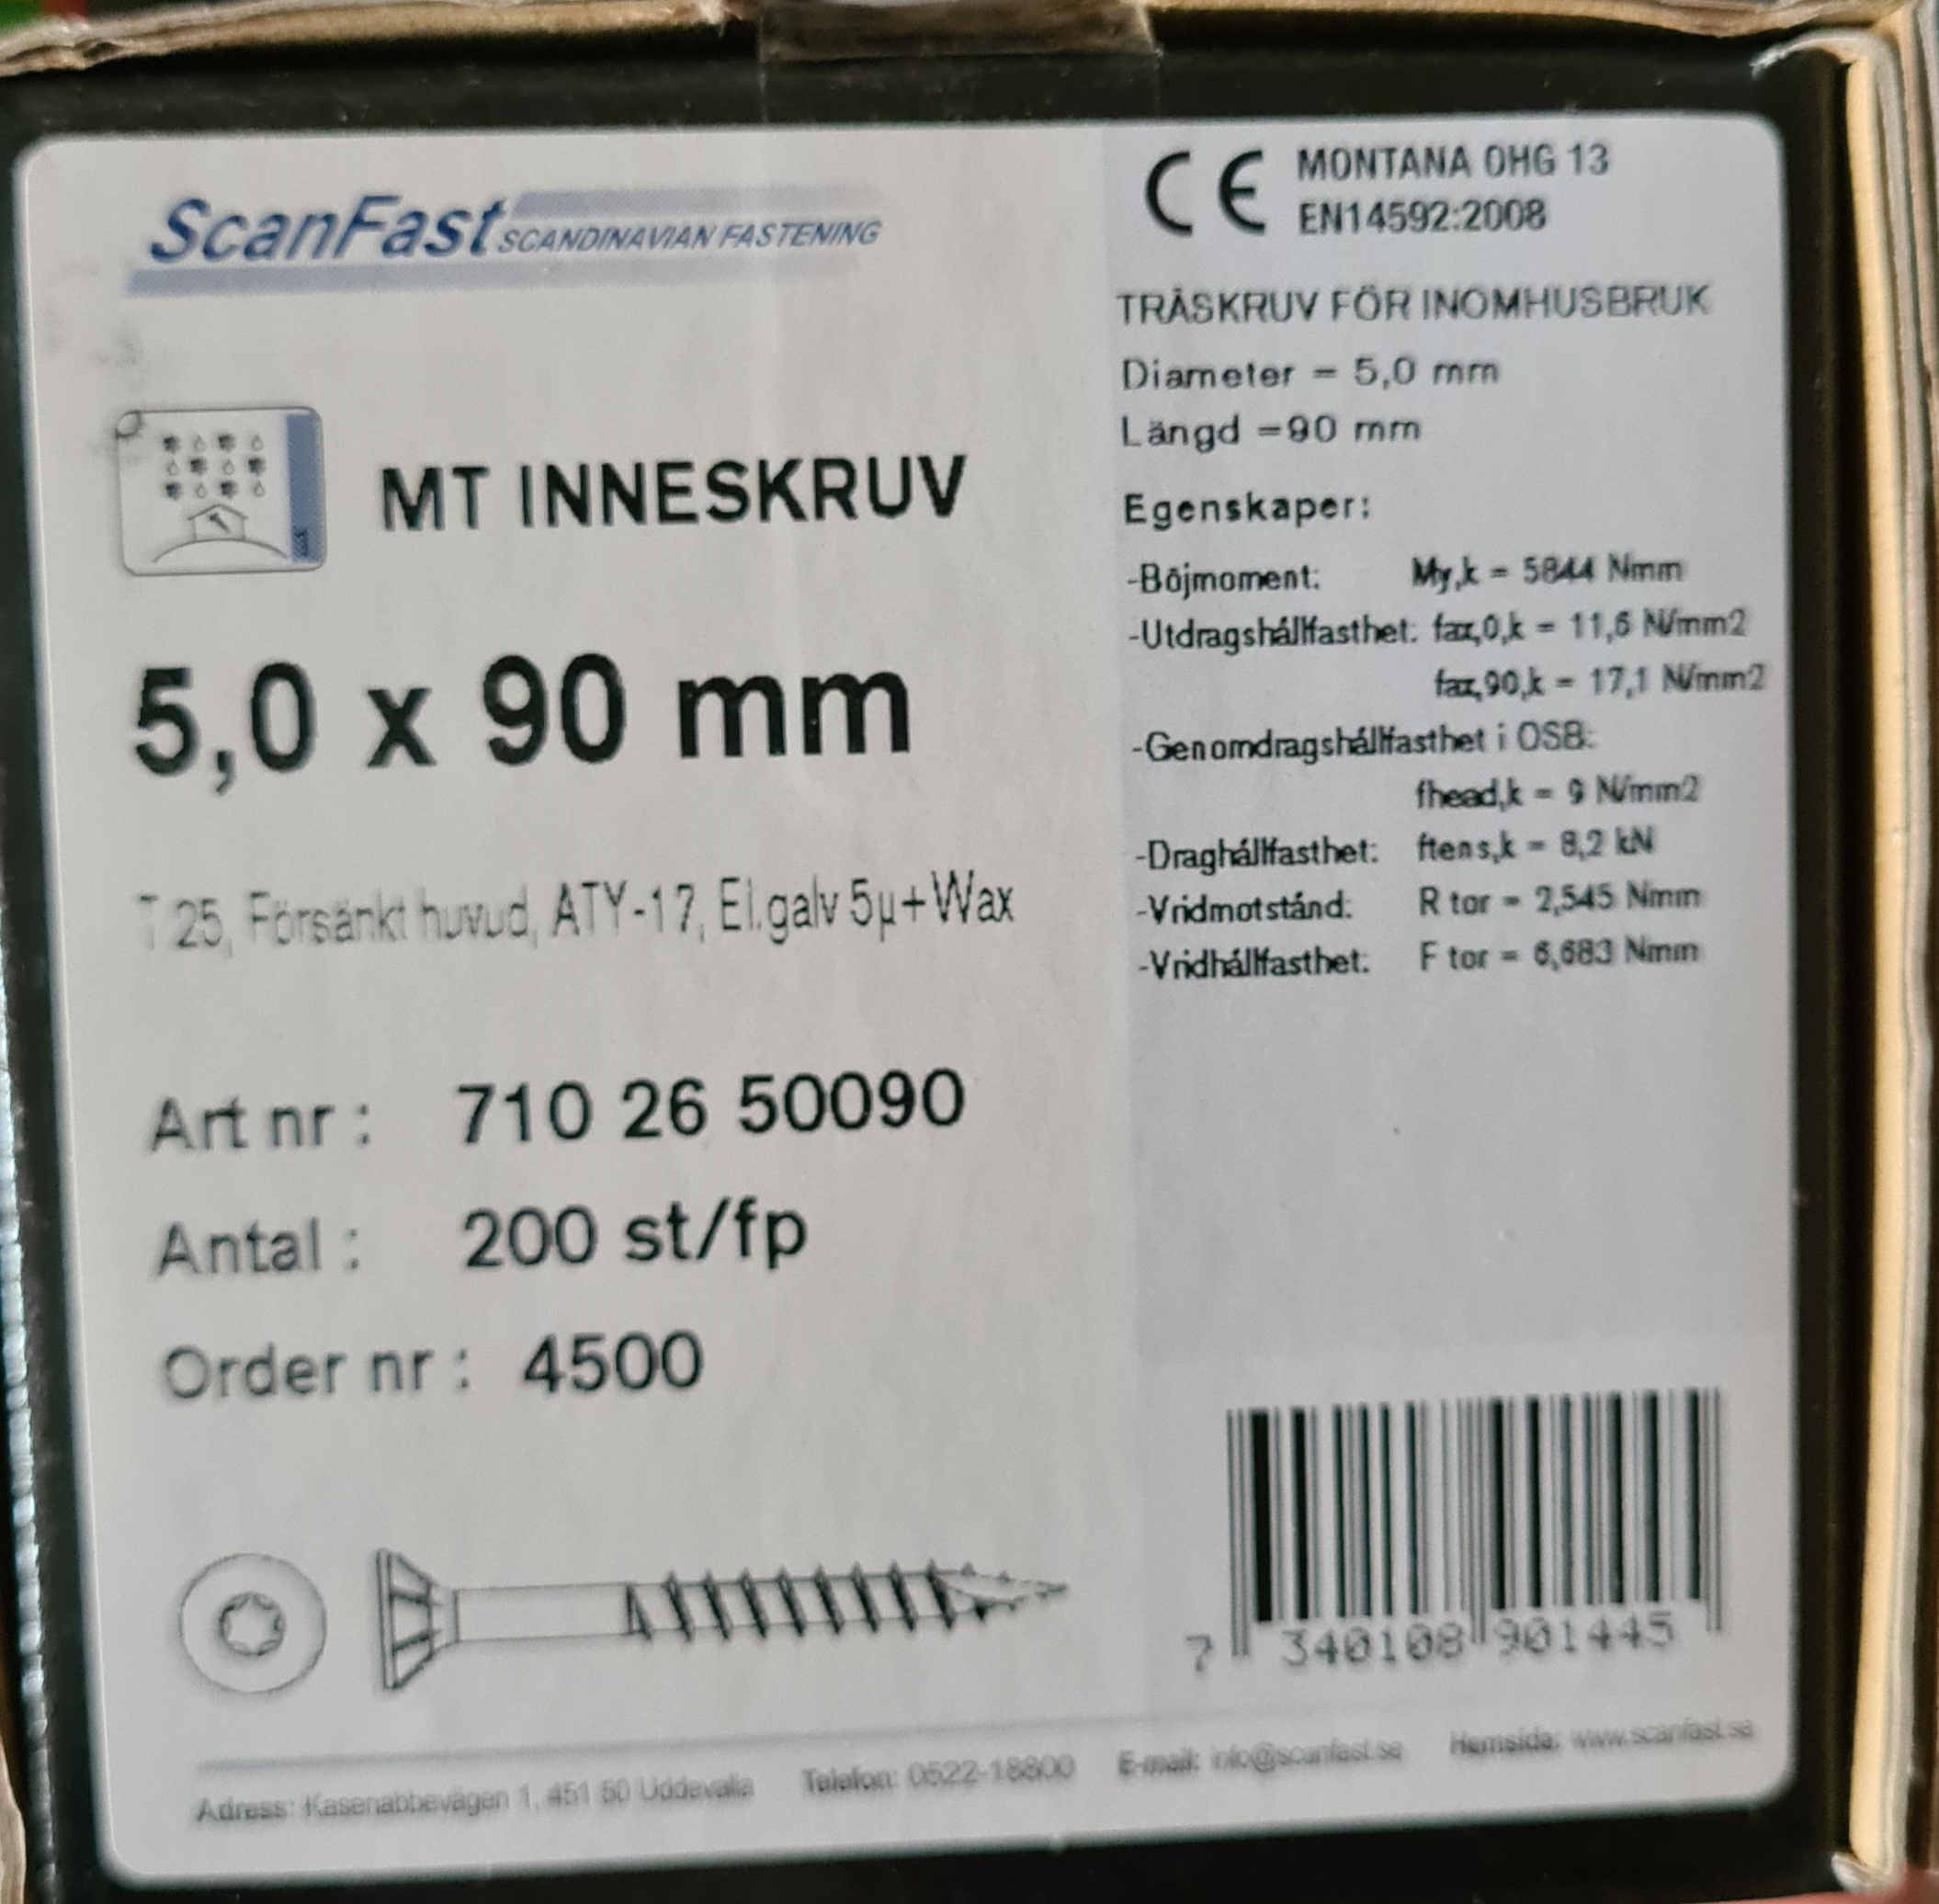 ScanFast SCANDINAVIAN FASTENING
MT INNESKRUV
5,0 x 90 mm
T 25, Försänkt huvud, ATY-17, El.galv 5µ+Wax
Art nr : 710 26 50090
Antal : 200 st/fp
Order nr : 4500
CE MONTANA OHG 13
EN14592:2008
TRÄSKRUV FÖR INOMHUSBRUK
Diameter = 5,0 mm
Längd =90 mm
Egenskaper:
-Böjmoment: My,k = 5844 Nmm
-Utdragshållfasthet: fax,0,k = 11,6 N/mm2
fax,90,k = 17,1 N/mm2
-Genomdragshållfasthet i OSB:
fhead,k = 9 N/mm2
-Draghållfasthet: ftens,k = 8,2 kN
-Vridmotstånd: R tor = 2,545 Nmm
-Vridhållfasthet: F tor = 6,683 Nmm
7 340108 901445
Adress: Kasenabbevägen 1, 451 50 Uddevalla Telefon: 0522-18800 E-mail: info@scanfast.se Hemsida: www.scanfast.se